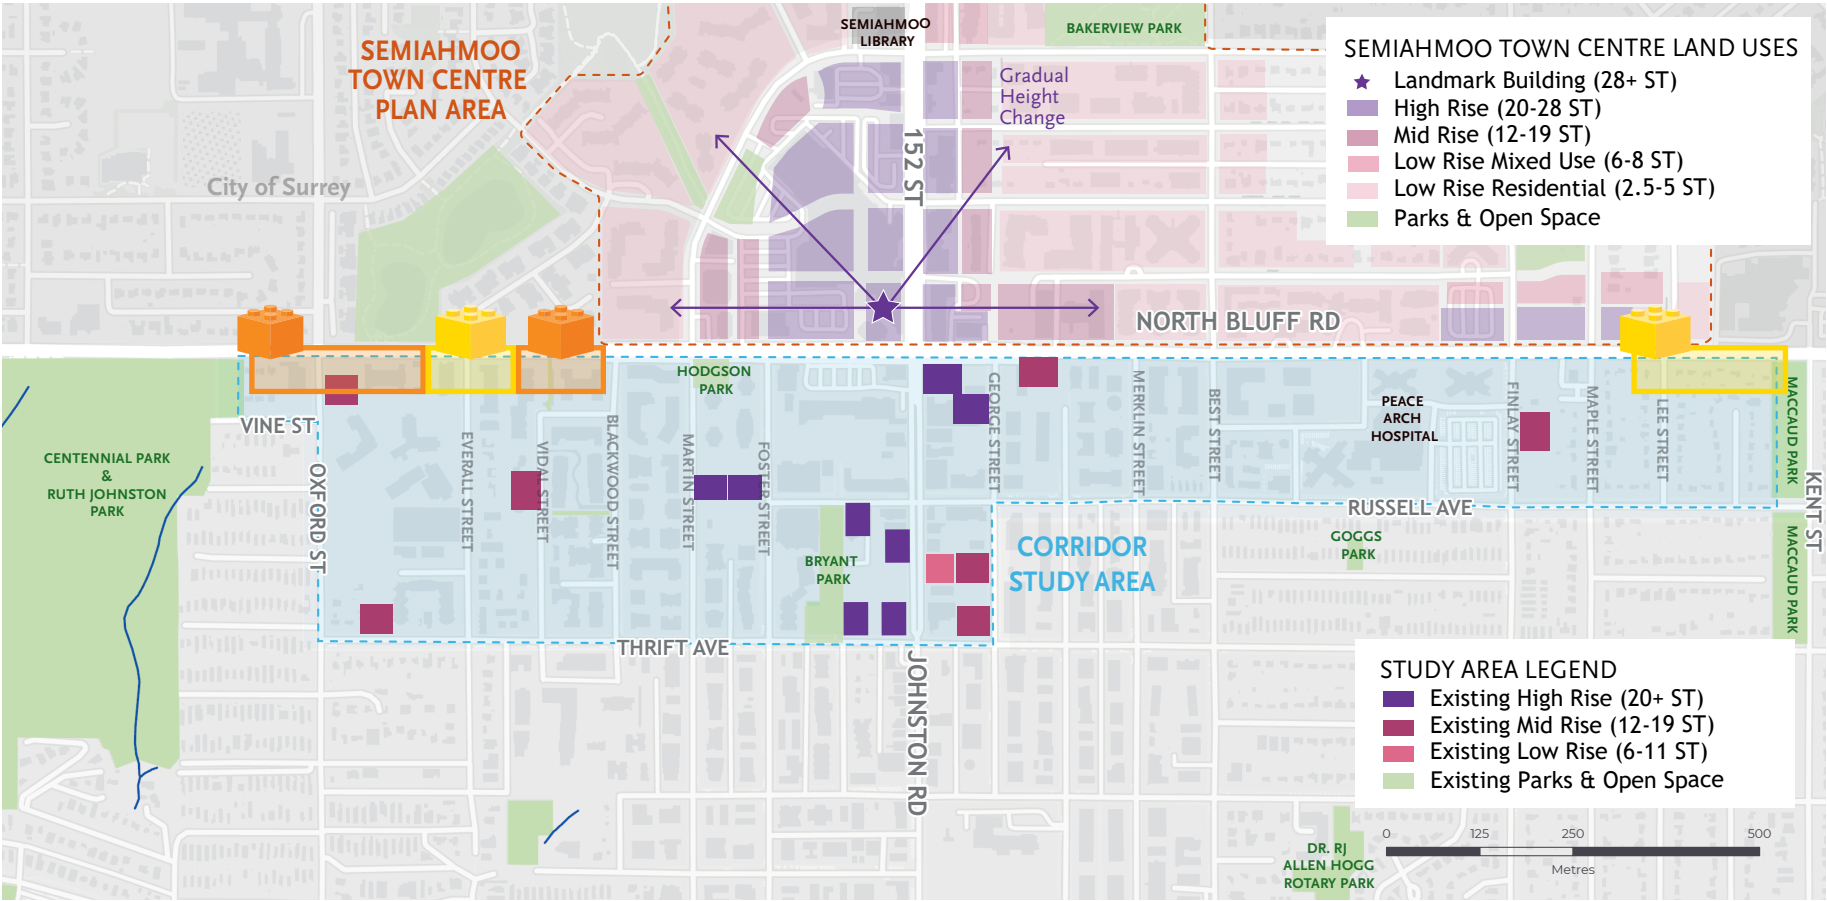 SEMIAHMOO
LIBRARY
BAKERVIEW PARK
SEMIAHMOO
TOWN CENTRE
PLAN AREA
Gradual
Height
Change
152 ST
City of Surrey
SEMIAHMOO TOWN CENTRE LAND USES
Landmark Building (28+ ST)
High Rise (20-28 ST)
Mid Rise (12-19 ST)
Low Rise Mixed Use (6-8 ST)
Low Rise Residential (2.5-5 ST)
Parks & Open Space
NORTH BLUFF RD
HODGSON
PARK
VINE ST
OXFORD ST
EVERALL STREET
VIDAL STREET
BLACKWOOD STREET
MARTIN STREET
FOSTER STREET
GEORGE STREET
MERKLIN STREET
BEST STREET
PEACE
ARCH
HOSPITAL
FINLAY STREET
MAPLE STREET
LEE STREET
MACCAUD PARK
KENT ST
CENTENNIAL PARK
&
RUTH JOHNSTON
PARK
RUSSELL AVE
CORRIDOR
STUDY AREA
GOGGS
PARK
BRYANT
PARK
MACCAUD PARK
THRIFT AVE
JOHNSTON RD
STUDY AREA LEGEND
Existing High Rise (20+ ST)
Existing Mid Rise (12-19 ST)
Existing Low Rise (6-11 ST)
Existing Parks & Open Space
0 125 250 500
Metres
DR. RJ
ALLEN HOGG
ROTARY PARK